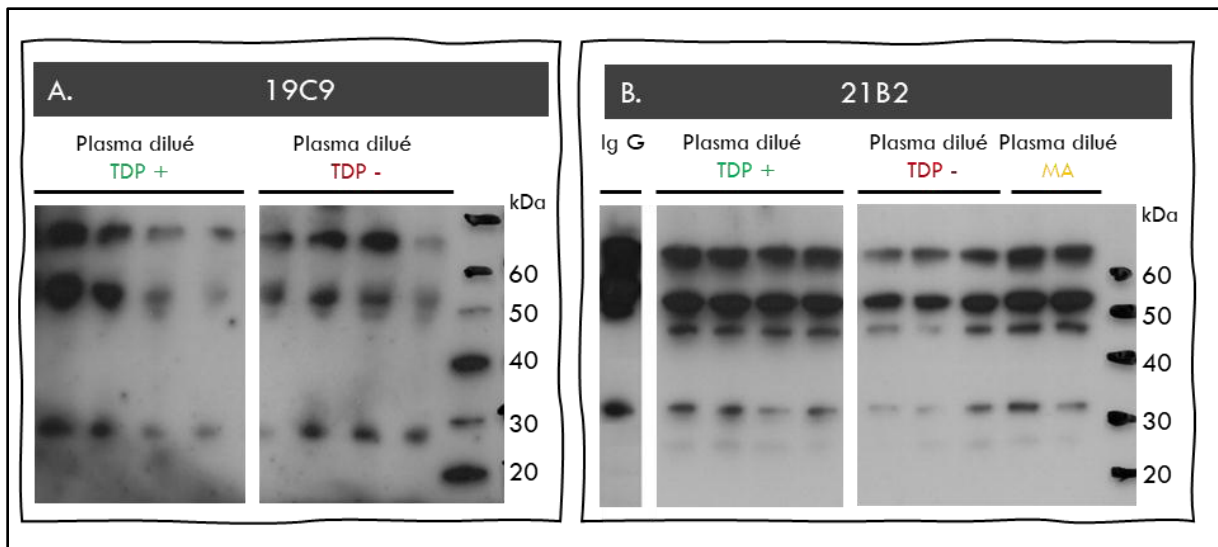 A. 19C9
Plasma dilué
TDP +
Plasma dilué
TDP -
kDa
60
50
40
30
20
B. 21B2
Ig G
Plasma dilué
TDP +
Plasma dilué
TDP -
Plasma dilué
MA
kDa
60
50
40
30
20